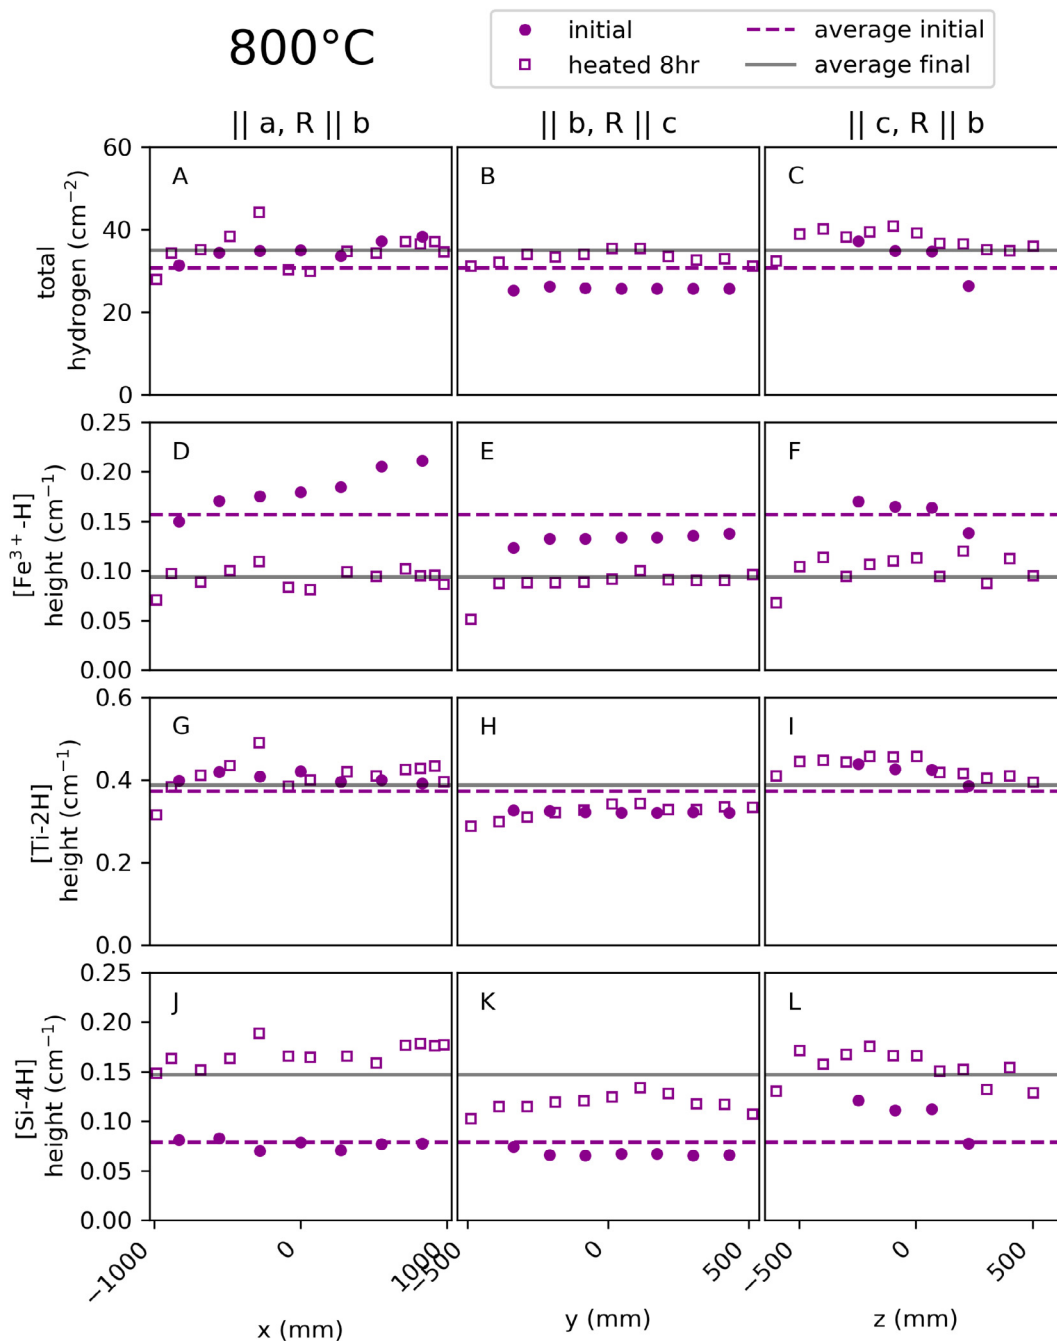 800°C
initial
heated 8hr
average initial
average final
|| a, R || b
|| b, R || c
|| c, R || b
total
hydrogen (cm⁻²)
60
40
20
0
A
B
C
[Fe³⁺-H]
height (cm⁻¹)
0.25
0.20
0.15
0.10
0.05
0.00
D
E
F
[Ti-2H]
height (cm⁻¹)
0.6
0.4
0.2
0.0
G
H
I
[Si-4H]
height (cm⁻¹)
0.25
0.20
0.15
0.10
0.05
0.00
J
K
L
−1000
0
1000
−500
0
500
−500
0
500
x (mm)
y (mm)
z (mm)